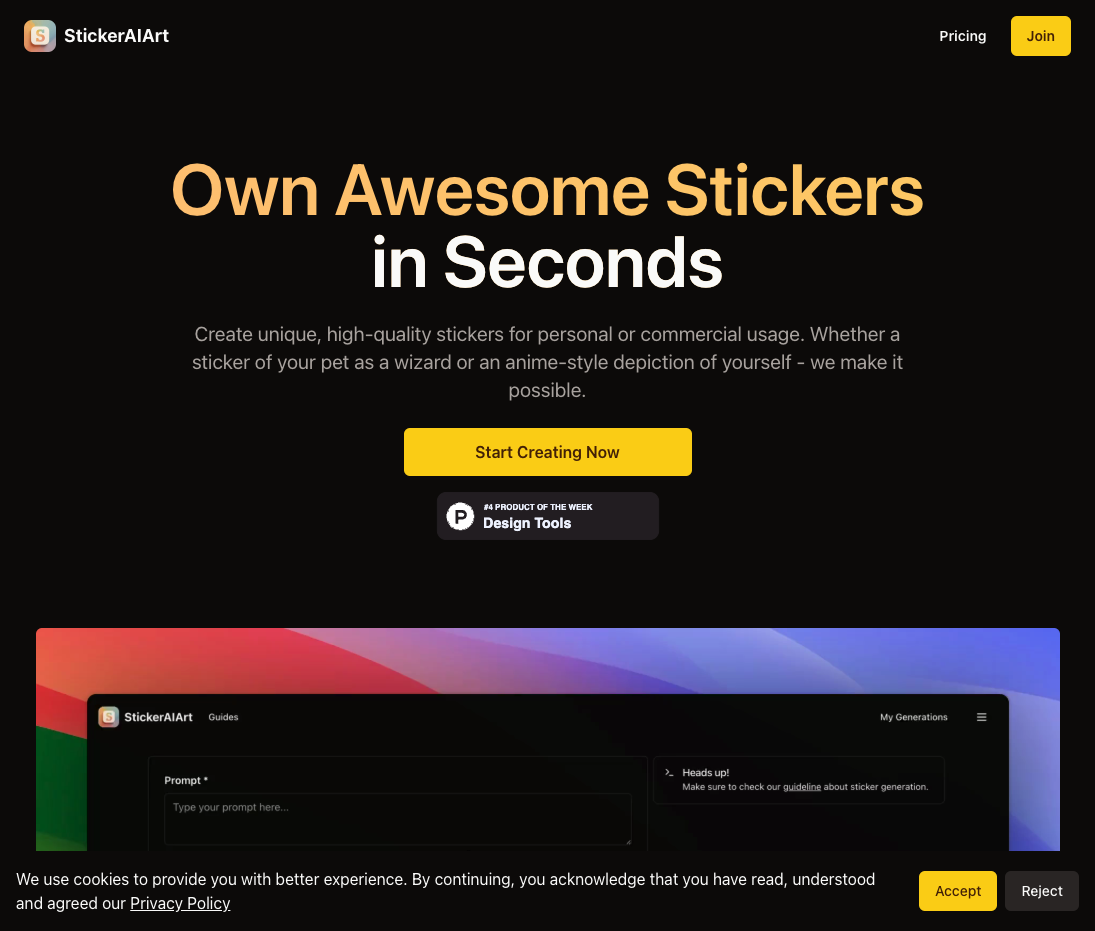 S StickerAIArt
Pricing
Join
Own Awesome Stickers
in Seconds
Create unique, high-quality stickers for personal or commercial usage. Whether a
sticker of your pet as a wizard or an anime-style depiction of yourself - we make it
possible.
Start Creating Now
P
#4 PRODUCT OF THE WEEK
Design Tools
S StickerAIArt
Guides
My Generations
Prompt *
Type your prompt here...
Heads up!
Make sure to check our guideline about sticker generation.
We use cookies to provide you with better experience. By continuing, you acknowledge that you have read, understood
and agreed our Privacy Policy
Accept
Reject